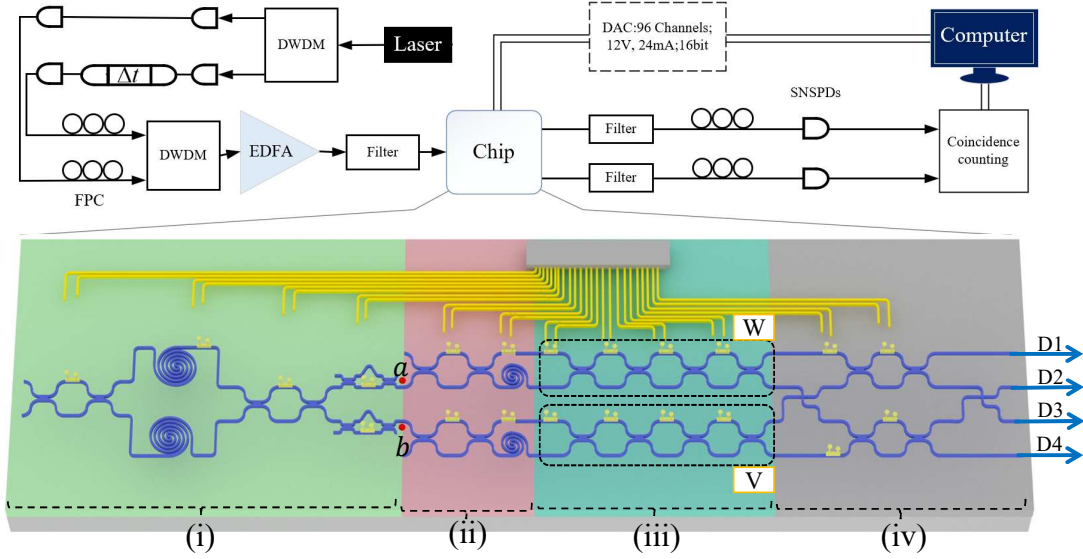 DWDM
Laser
Δt
DWDM
FPC
EDFA
Filter
Chip
DAC:96 Channels;
12V, 24mA;16bit
Computer
SNSPDs
Filter
Filter
Coincidence
counting
W
a
b
V
D1
D2
D3
D4
(i)
(ii)
(iii)
(iv)